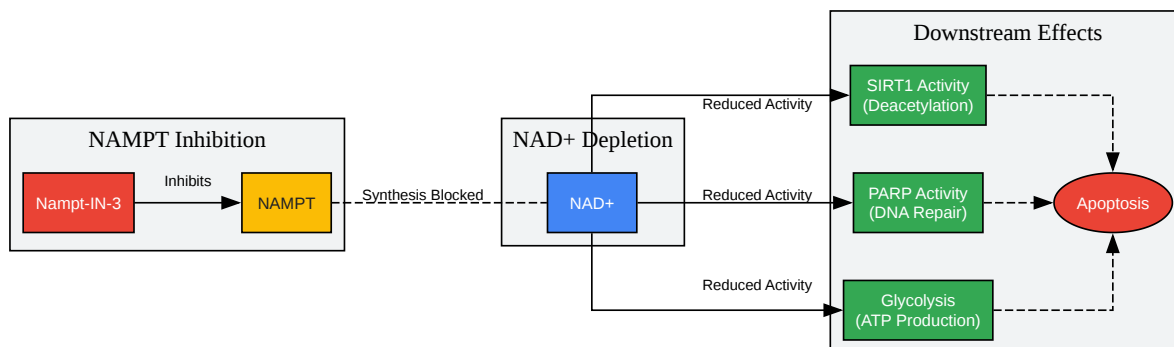 NAMPT Inhibition
Nampt-IN-3
Inhibits
NAMPT
Synthesis Blocked
NAD+ Depletion
NAD+
Reduced Activity
Reduced Activity
Reduced Activity
Downstream Effects
SIRT1 Activity
(Deacetylation)
PARP Activity
(DNA Repair)
Glycolysis
(ATP Production)
Apoptosis